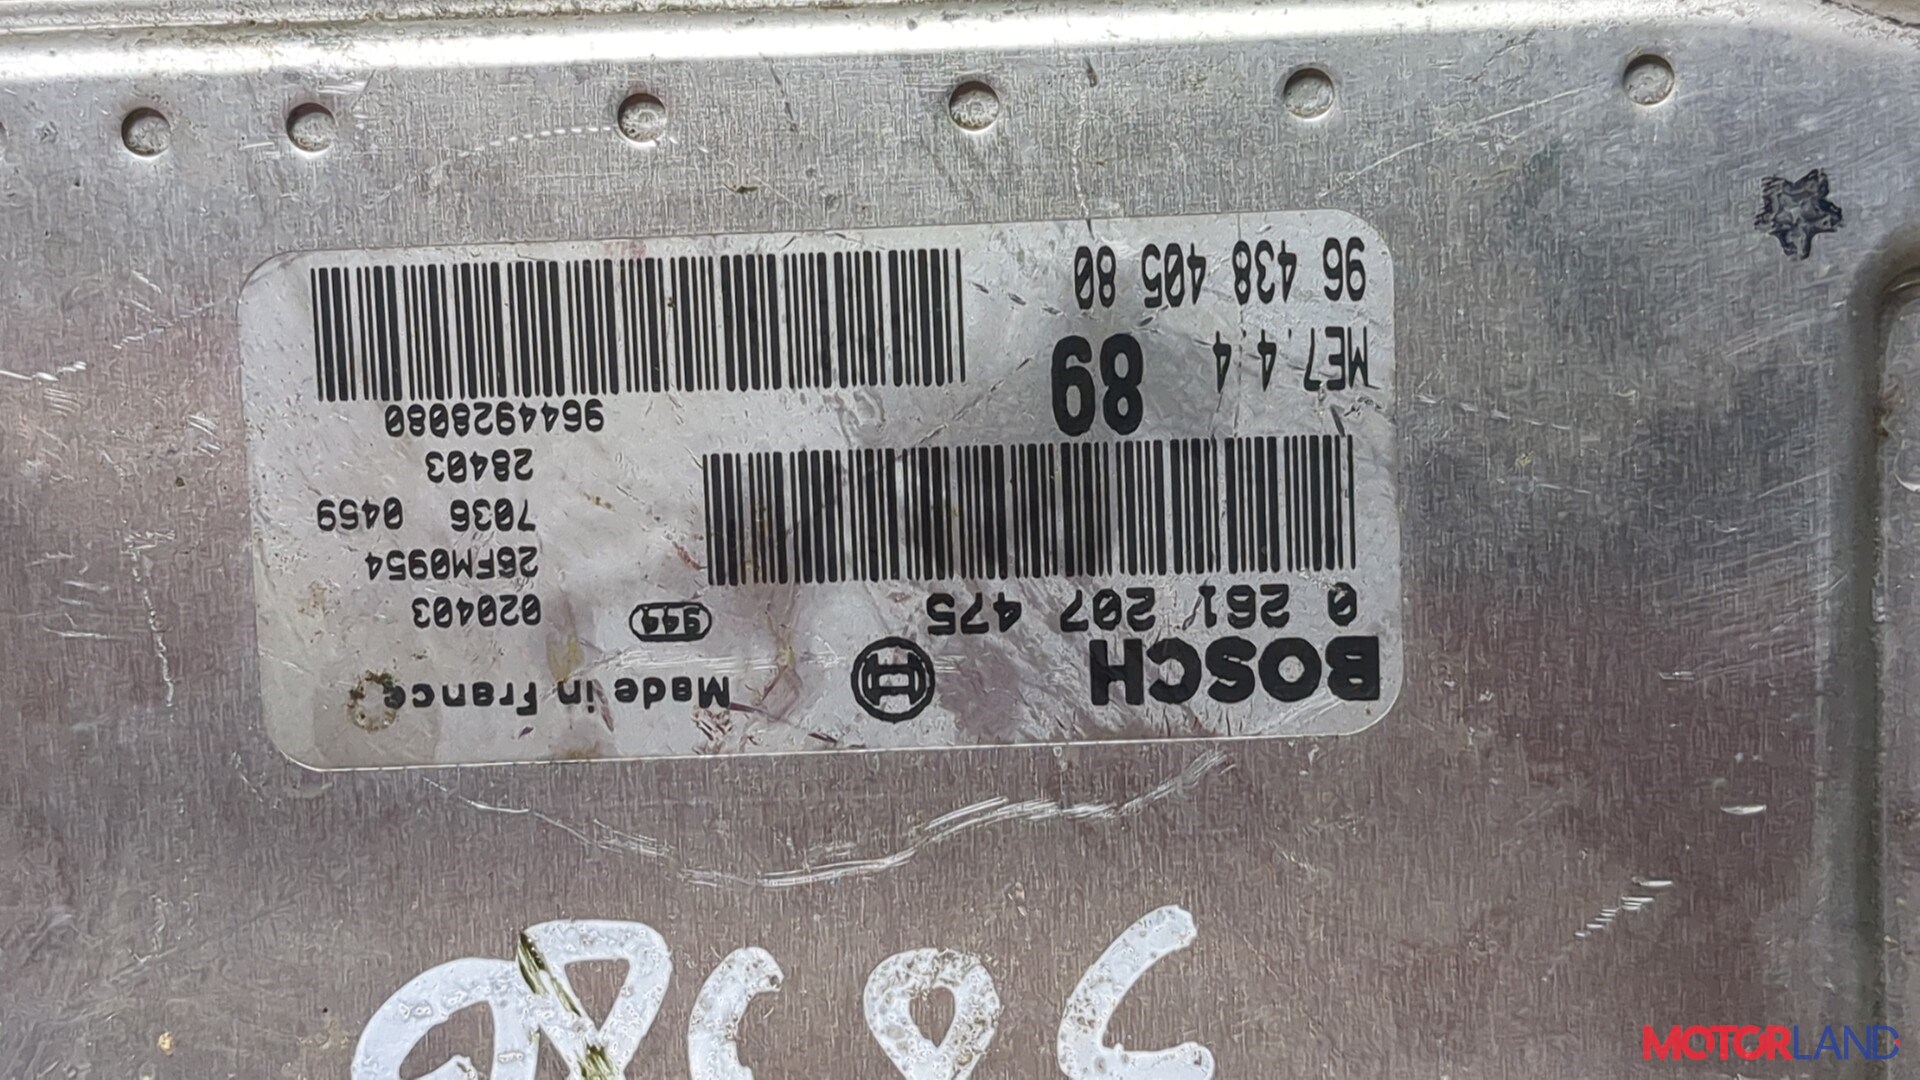 BOSCH
Made in France
0 261 207 475
944
020403
26FM0954
7036 0459
28403
9644928080
89
ME7.4.4
96 438 405 80
MOTORLAND